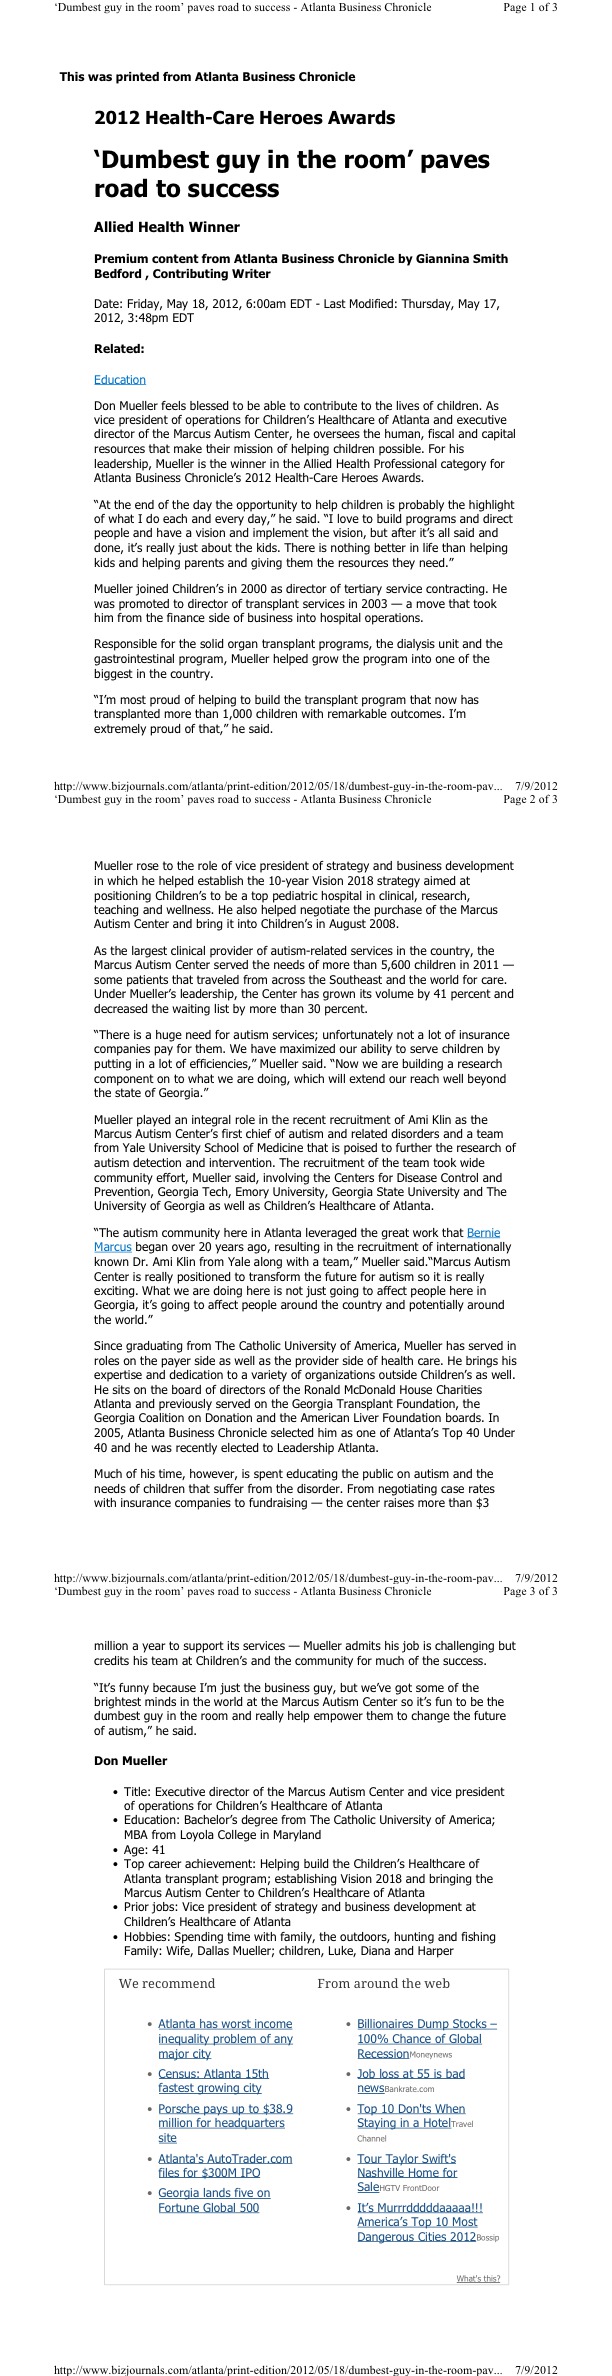 ‘Dumbest guy in the room’ paves road to success - Atlanta Business Chronicle Page 1 of 3
This was printed from Atlanta Business Chronicle
2012 Health-Care Heroes Awards
‘Dumbest guy in the room’ paves
road to success
Allied Health Winner
Premium content from Atlanta Business Chronicle by Giannina Smith
Bedford , Contributing Writer
Date: Friday, May 18, 2012, 6:00am EDT - Last Modified: Thursday, May 17,
2012, 3:48pm EDT
Related:
Education
Don Mueller feels blessed to be able to contribute to the lives of children. As
vice president of operations for Children’s Healthcare of Atlanta and executive
director of the Marcus Autism Center, he oversees the human, fiscal and capital
resources that make their mission of helping children possible. For his
leadership, Mueller is the winner in the Allied Health Professional category for
Atlanta Business Chronicle’s 2012 Health-Care Heroes Awards.
“At the end of the day the opportunity to help children is probably the highlight
of what I do each and every day,” he said. “I love to build programs and direct
people and have a vision and implement the vision, but after it’s all said and
done, it’s really just about the kids. There is nothing better in life than helping
kids and helping parents and giving them the resources they need.”
Mueller joined Children’s in 2000 as director of tertiary service contracting. He
was promoted to director of transplant services in 2003 — a move that took
him from the finance side of business into hospital operations.
Responsible for the solid organ transplant programs, the dialysis unit and the
gastrointestinal program, Mueller helped grow the program into one of the
biggest in the country.
“I’m most proud of helping to build the transplant program that now has
transplanted more than 1,000 children with remarkable outcomes. I’m
extremely proud of that,” he said.
http://www.bizjournals.com/atlanta/print-edition/2012/05/18/dumbest-guy-in-the-room-pav... 7/9/2012
‘Dumbest guy in the room’ paves road to success - Atlanta Business Chronicle Page 2 of 3
Mueller rose to the role of vice president of strategy and business development
in which he helped establish the 10-year Vision 2018 strategy aimed at
positioning Children’s to be a top pediatric hospital in clinical, research,
teaching and wellness. He also helped negotiate the purchase of the Marcus
Autism Center and bring it into Children’s in August 2008.
As the largest clinical provider of autism-related services in the country, the
Marcus Autism Center served the needs of more than 5,600 children in 2011 —
some patients that traveled from across the Southeast and the world for care.
Under Mueller’s leadership, the Center has grown its volume by 41 percent and
decreased the waiting list by more than 30 percent.
“There is a huge need for autism services; unfortunately not a lot of insurance
companies pay for them. We have maximized our ability to serve children by
putting in a lot of efficiencies,” Mueller said. “Now we are building a research
component on to what we are doing, which will extend our reach well beyond
the state of Georgia.”
Mueller played an integral role in the recent recruitment of Ami Klin as the
Marcus Autism Center’s first chief of autism and related disorders and a team
from Yale University School of Medicine that is poised to further the research of
autism detection and intervention. The recruitment of the team took wide
community effort, Mueller said, involving the Centers for Disease Control and
Prevention, Georgia Tech, Emory University, Georgia State University and The
University of Georgia as well as Children’s Healthcare of Atlanta.
“The autism community here in Atlanta leveraged the great work that Bernie
Marcus began over 20 years ago, resulting in the recruitment of internationally
known Dr. Ami Klin from Yale along with a team,” Mueller said.“Marcus Autism
Center is really positioned to transform the future for autism so it is really
exciting. What we are doing here is not just going to affect people here in
Georgia, it’s going to affect people around the country and potentially around
the world.”
Since graduating from The Catholic University of America, Mueller has served in
roles on the payer side as well as the provider side of health care. He brings his
expertise and dedication to a variety of organizations outside Children’s as well.
He sits on the board of directors of the Ronald McDonald House Charities
Atlanta and previously served on the Georgia Transplant Foundation, the
Georgia Coalition on Donation and the American Liver Foundation boards. In
2005, Atlanta Business Chronicle selected him as one of Atlanta’s Top 40 Under
40 and he was recently elected to Leadership Atlanta.
Much of his time, however, is spent educating the public on autism and the
needs of children that suffer from the disorder. From negotiating case rates
with insurance companies to fundraising — the center raises more than $3
http://www.bizjournals.com/atlanta/print-edition/2012/05/18/dumbest-guy-in-the-room-pav... 7/9/2012
‘Dumbest guy in the room’ paves road to success - Atlanta Business Chronicle Page 3 of 3
million a year to support its services — Mueller admits his job is challenging but
credits his team at Children’s and the community for much of the success.
“It’s funny because I’m just the business guy, but we’ve got some of the
brightest minds in the world at the Marcus Autism Center so it’s fun to be the
dumbest guy in the room and really help empower them to change the future
of autism,” he said.
Don Mueller
• Title: Executive director of the Marcus Autism Center and vice president
of operations for Children’s Healthcare of Atlanta
• Education: Bachelor’s degree from The Catholic University of America;
MBA from Loyola College in Maryland
• Age: 41
• Top career achievement: Helping build the Children’s Healthcare of
Atlanta transplant program; establishing Vision 2018 and bringing the
Marcus Autism Center to Children’s Healthcare of Atlanta
• Prior jobs: Vice president of strategy and business development at
Children’s Healthcare of Atlanta
• Hobbies: Spending time with family, the outdoors, hunting and fishing
Family: Wife, Dallas Mueller; children, Luke, Diana and Harper
We recommend
• Atlanta has worst income
inequality problem of any
major city
• Census: Atlanta 15th
fastest growing city
• Porsche pays up to $38.9
million for headquarters
site
• Atlanta's AutoTrader.com
files for $300M IPO
• Georgia lands five on
Fortune Global 500
From around the web
• Billionaires Dump Stocks –
100% Chance of Global
RecessionMoneynews
• Job loss at 55 is bad
newsBankrate.com
• Top 10 Don'ts When
Staying in a HotelTravel
Channel
• Tour Taylor Swift's
Nashville Home for
SaleHGTV FrontDoor
• It’s Murrrdddddaaaaa!!!
America’s Top 10 Most
Dangerous Cities 2012Bossip
What's this?
http://www.bizjournals.com/atlanta/print-edition/2012/05/18/dumbest-guy-in-the-room-pav... 7/9/2012